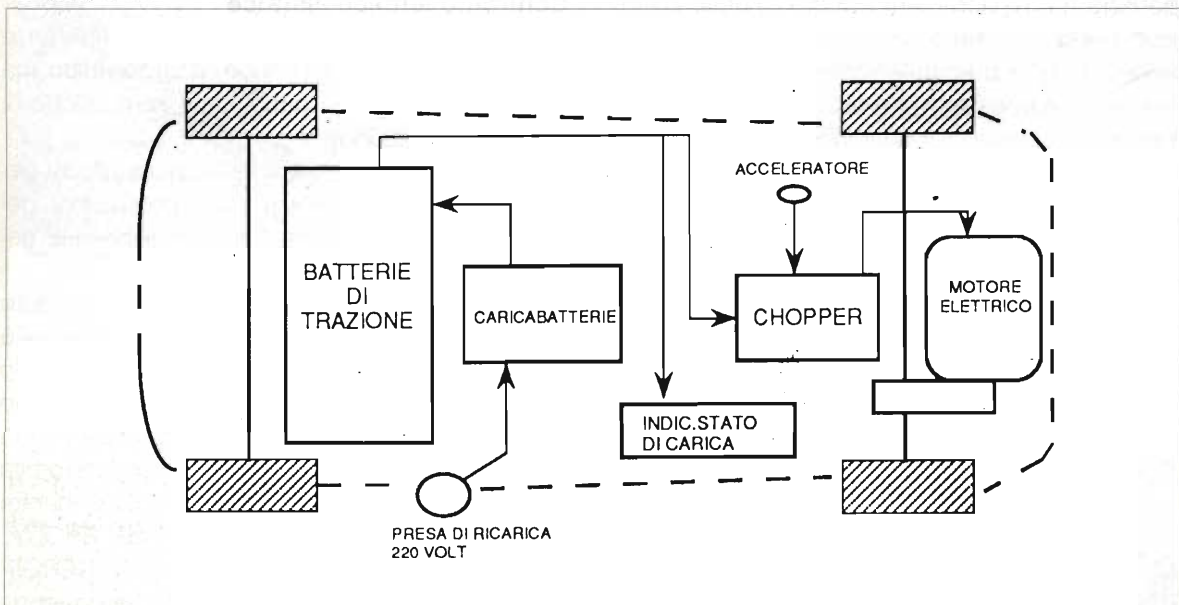 ACCELERATORE
BATTERIE
DI
TRAZIONE
CARICABATTERIE
CHOPPER
MOTORE
ELETTRICO
INDIC.STATO
DI CARICA
PRESA DI RICARICA
220 VOLT